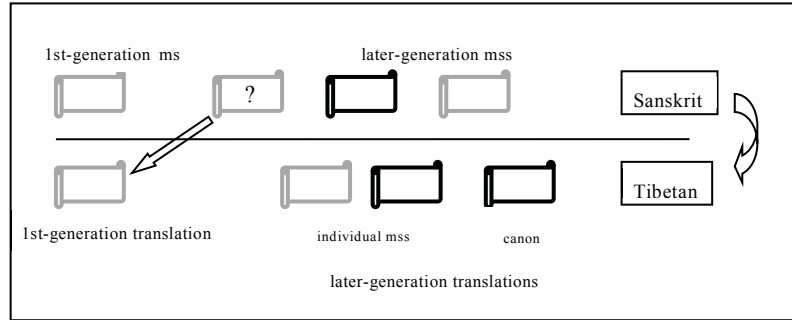 1st-generation ms later-generation mss
? Sanskrit
Tibetan
1st-generation translation individual mss canon
later-generation translations